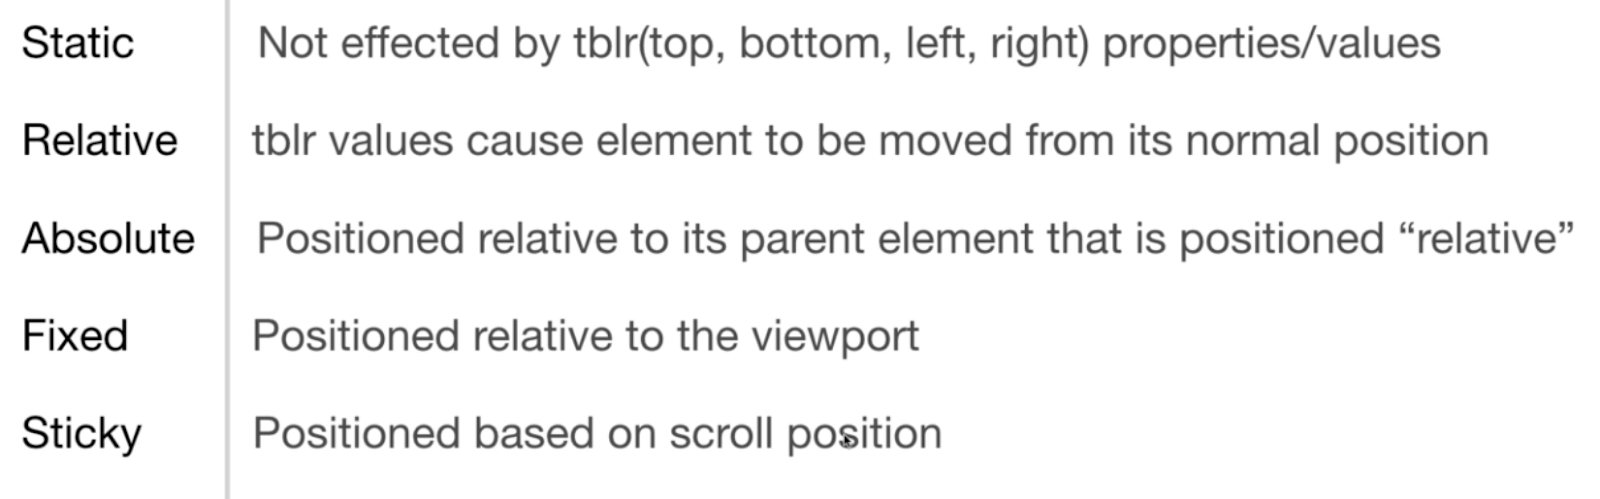 Static Not effected by tblr(top, bottom, left, right) properties/values
Relative tblr values cause element to be moved from its normal position
Absolute Positioned relative to its parent element that is positioned “relative”
Fixed Positioned relative to the viewport
Sticky Positioned based on scroll position